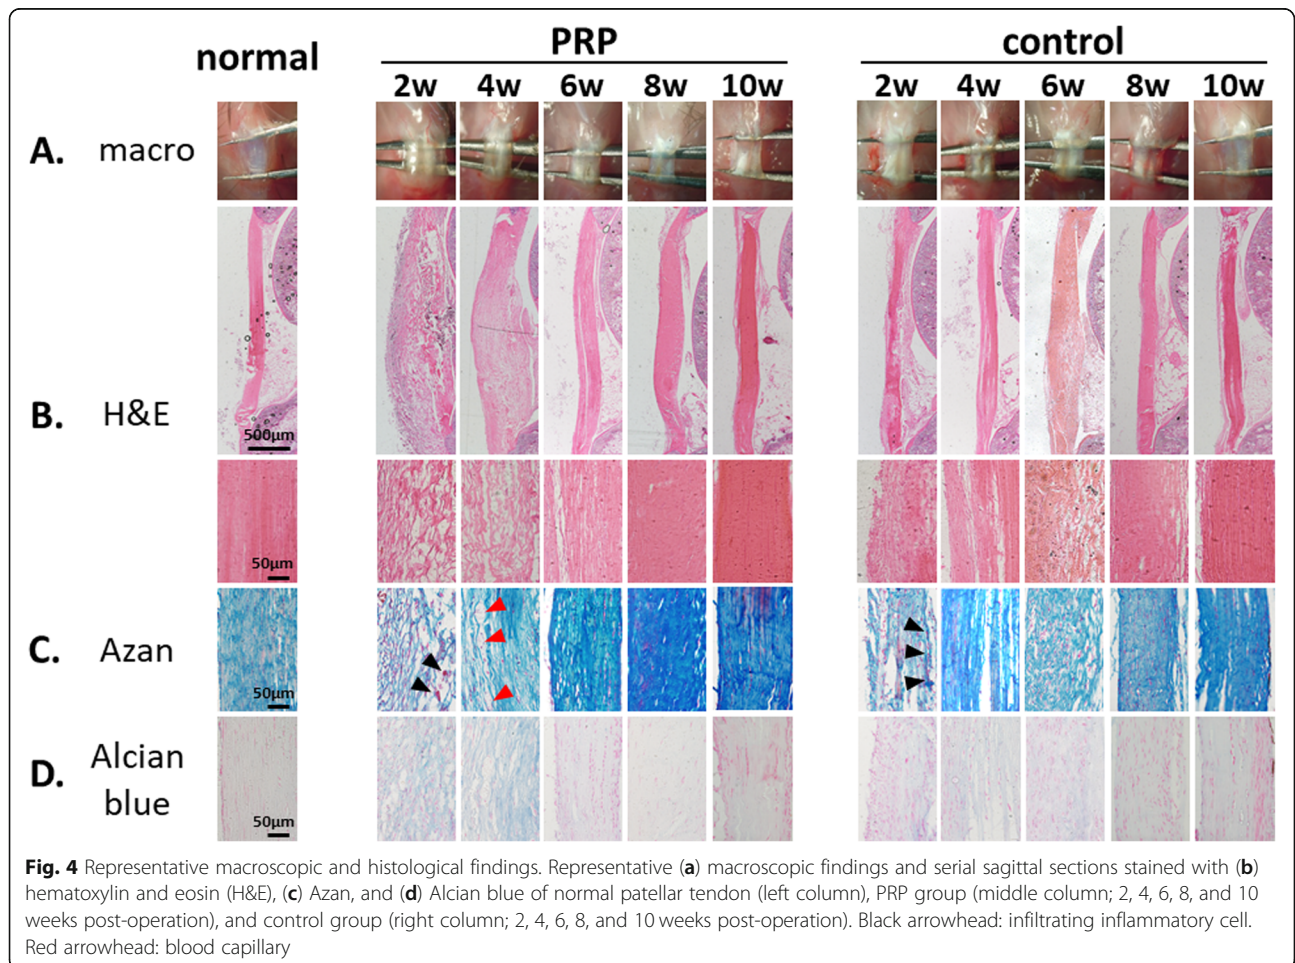 normal PRP control
2w 4w 6w 8w 10w 2w 4w 6w 8w 10w
A. macro
B. H&E
500µm
50µm
C. Azan
50µm
D. Alcian
blue
50µm
Fig. 4 Representative macroscopic and histological findings. Representative (a) macroscopic findings and serial sagittal sections stained with (b)
hematoxylin and eosin (H&E), (c) Azan, and (d) Alcian blue of normal patellar tendon (left column), PRP group (middle column; 2, 4, 6, 8, and 10
weeks post-operation), and control group (right column; 2, 4, 6, 8, and 10 weeks post-operation). Black arrowhead: infiltrating inflammatory cell.
Red arrowhead: blood capillary